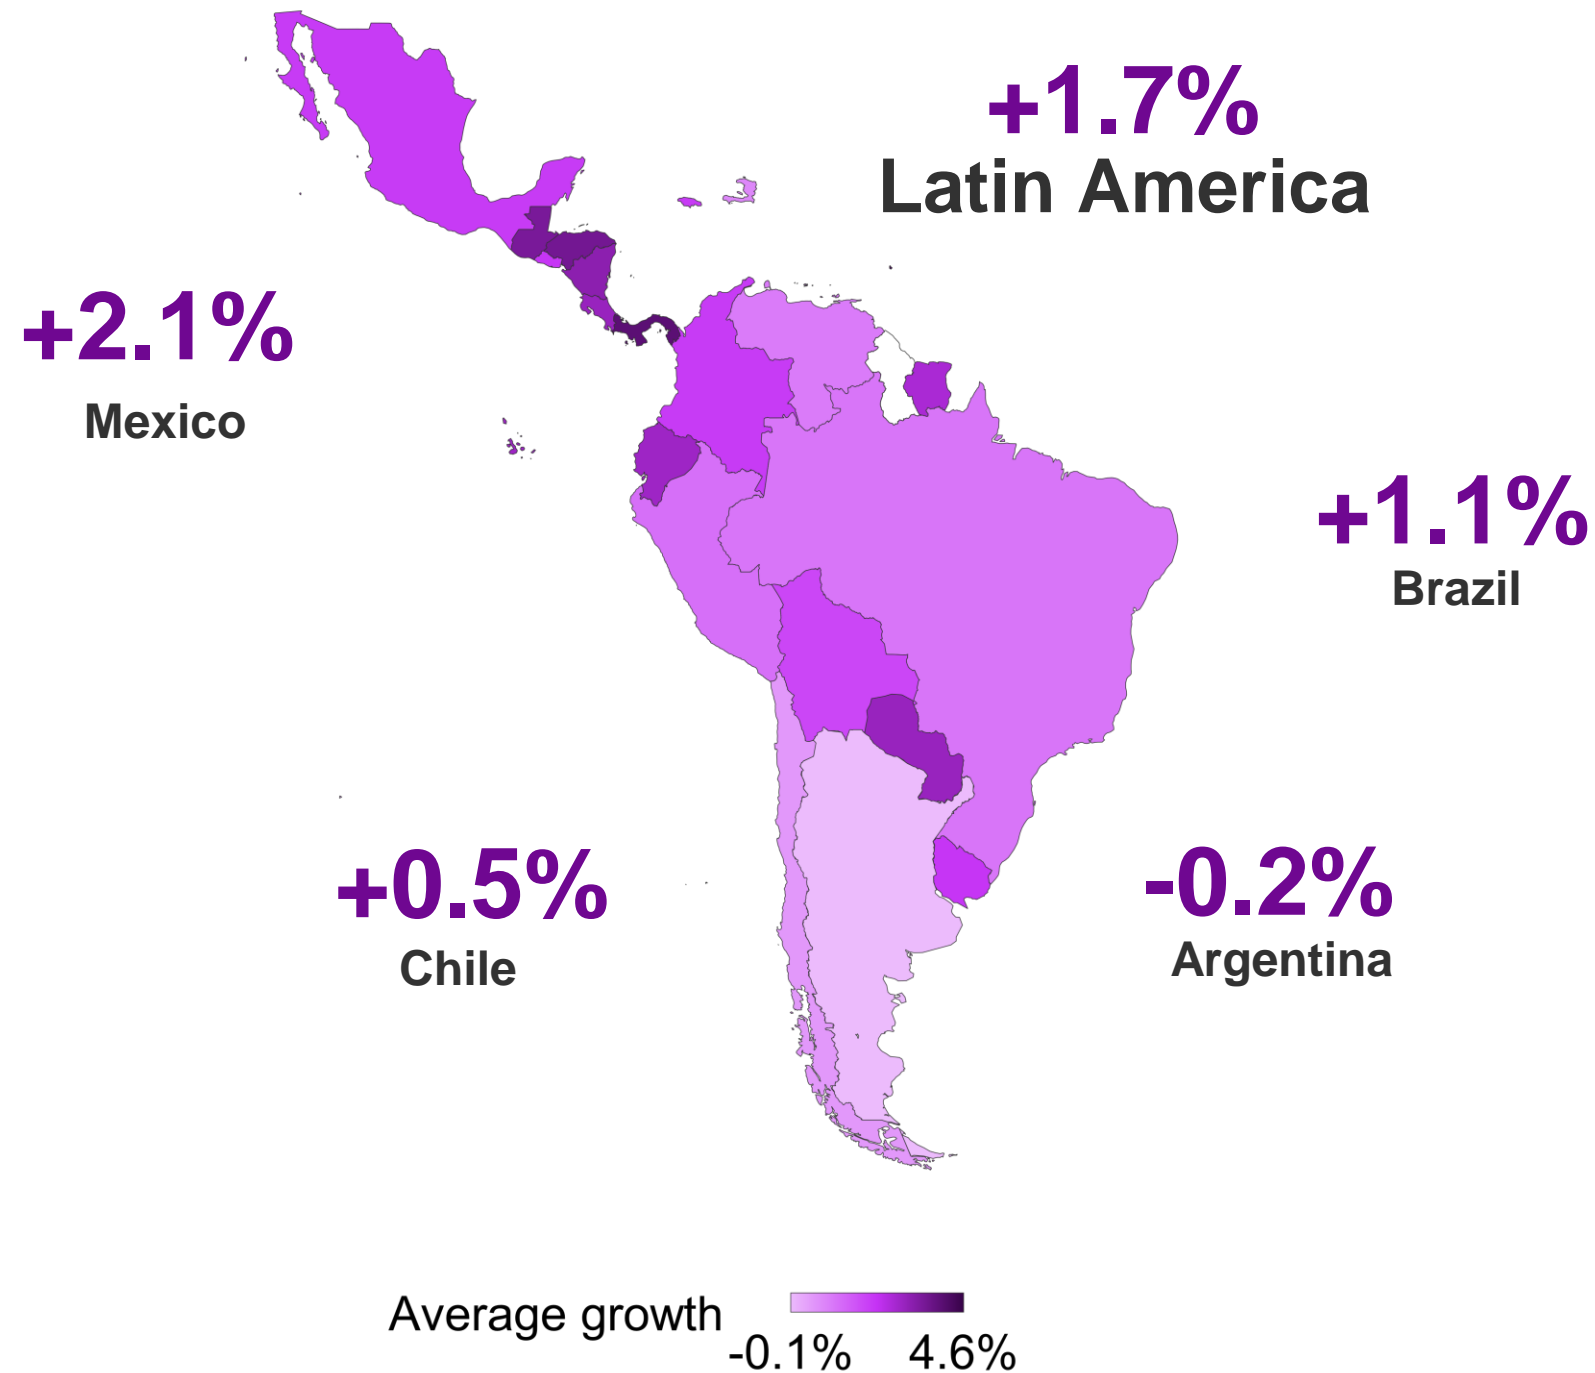 +1.7%
Latin America
+2.1%
Mexico
+1.1%
Brazil
+0.5%
Chile
-0.2%
Argentina
Average growth
-0.1% 4.6%